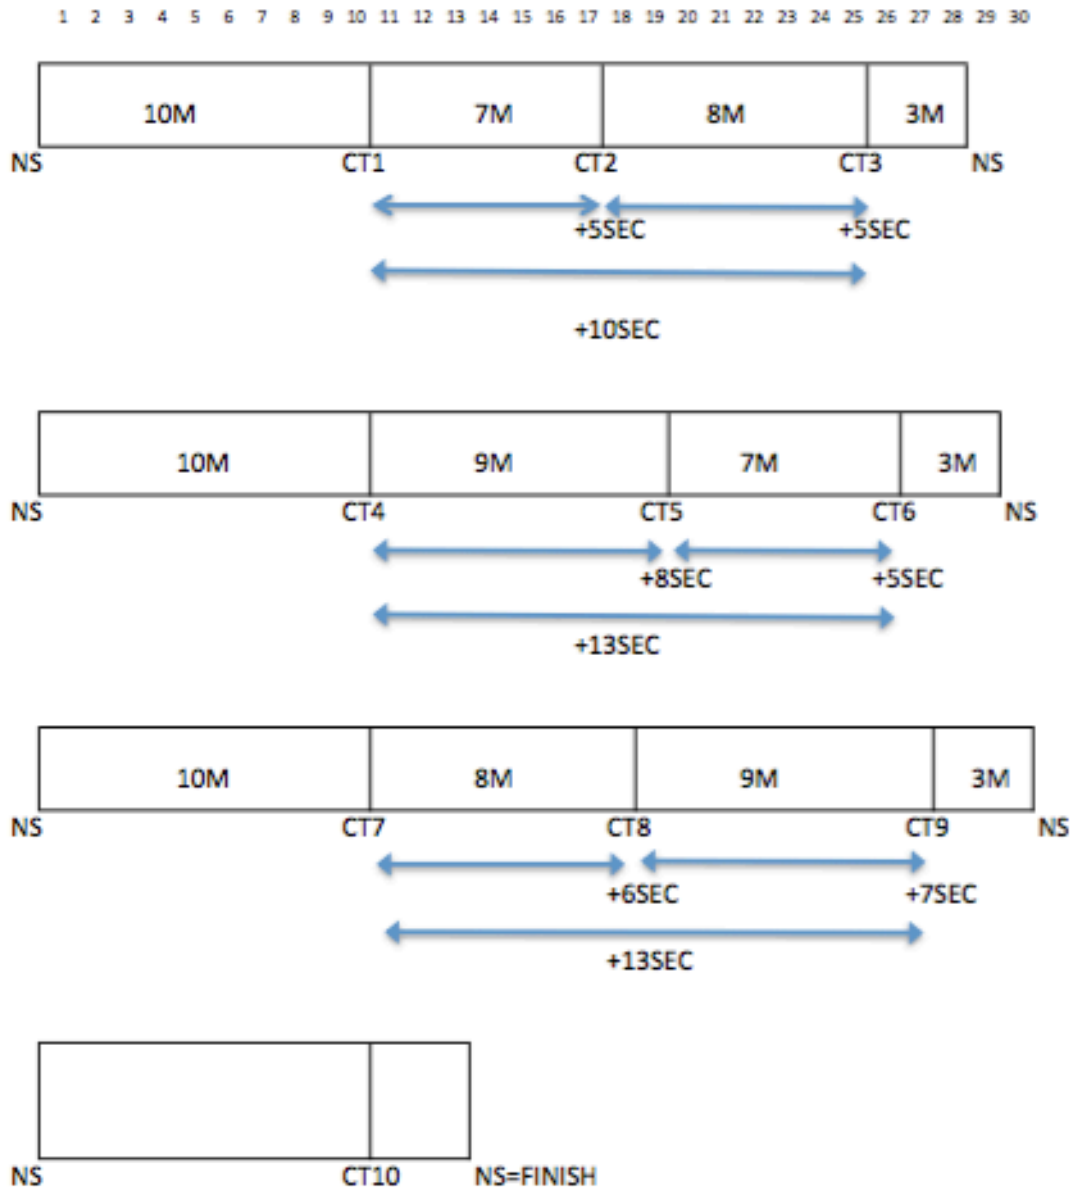 1 2 3 4 5 6 7 8 9 10 11 12 13 14 15 16 17 18 19 20 21 22 23 24 25 26 27 28 29 30
10M 7M 8M 3M
NS CT1 CT2 CT3 NS
+5SEC +5SEC
+10SEC
10M 9M 7M 3M
NS CT4 CT5 CT6 NS
+8SEC +5SEC
+13SEC
10M 8M 9M 3M
NS CT7 CT8 CT9 NS
+6SEC +7SEC
+13SEC
NS CT10 NS=FINISH